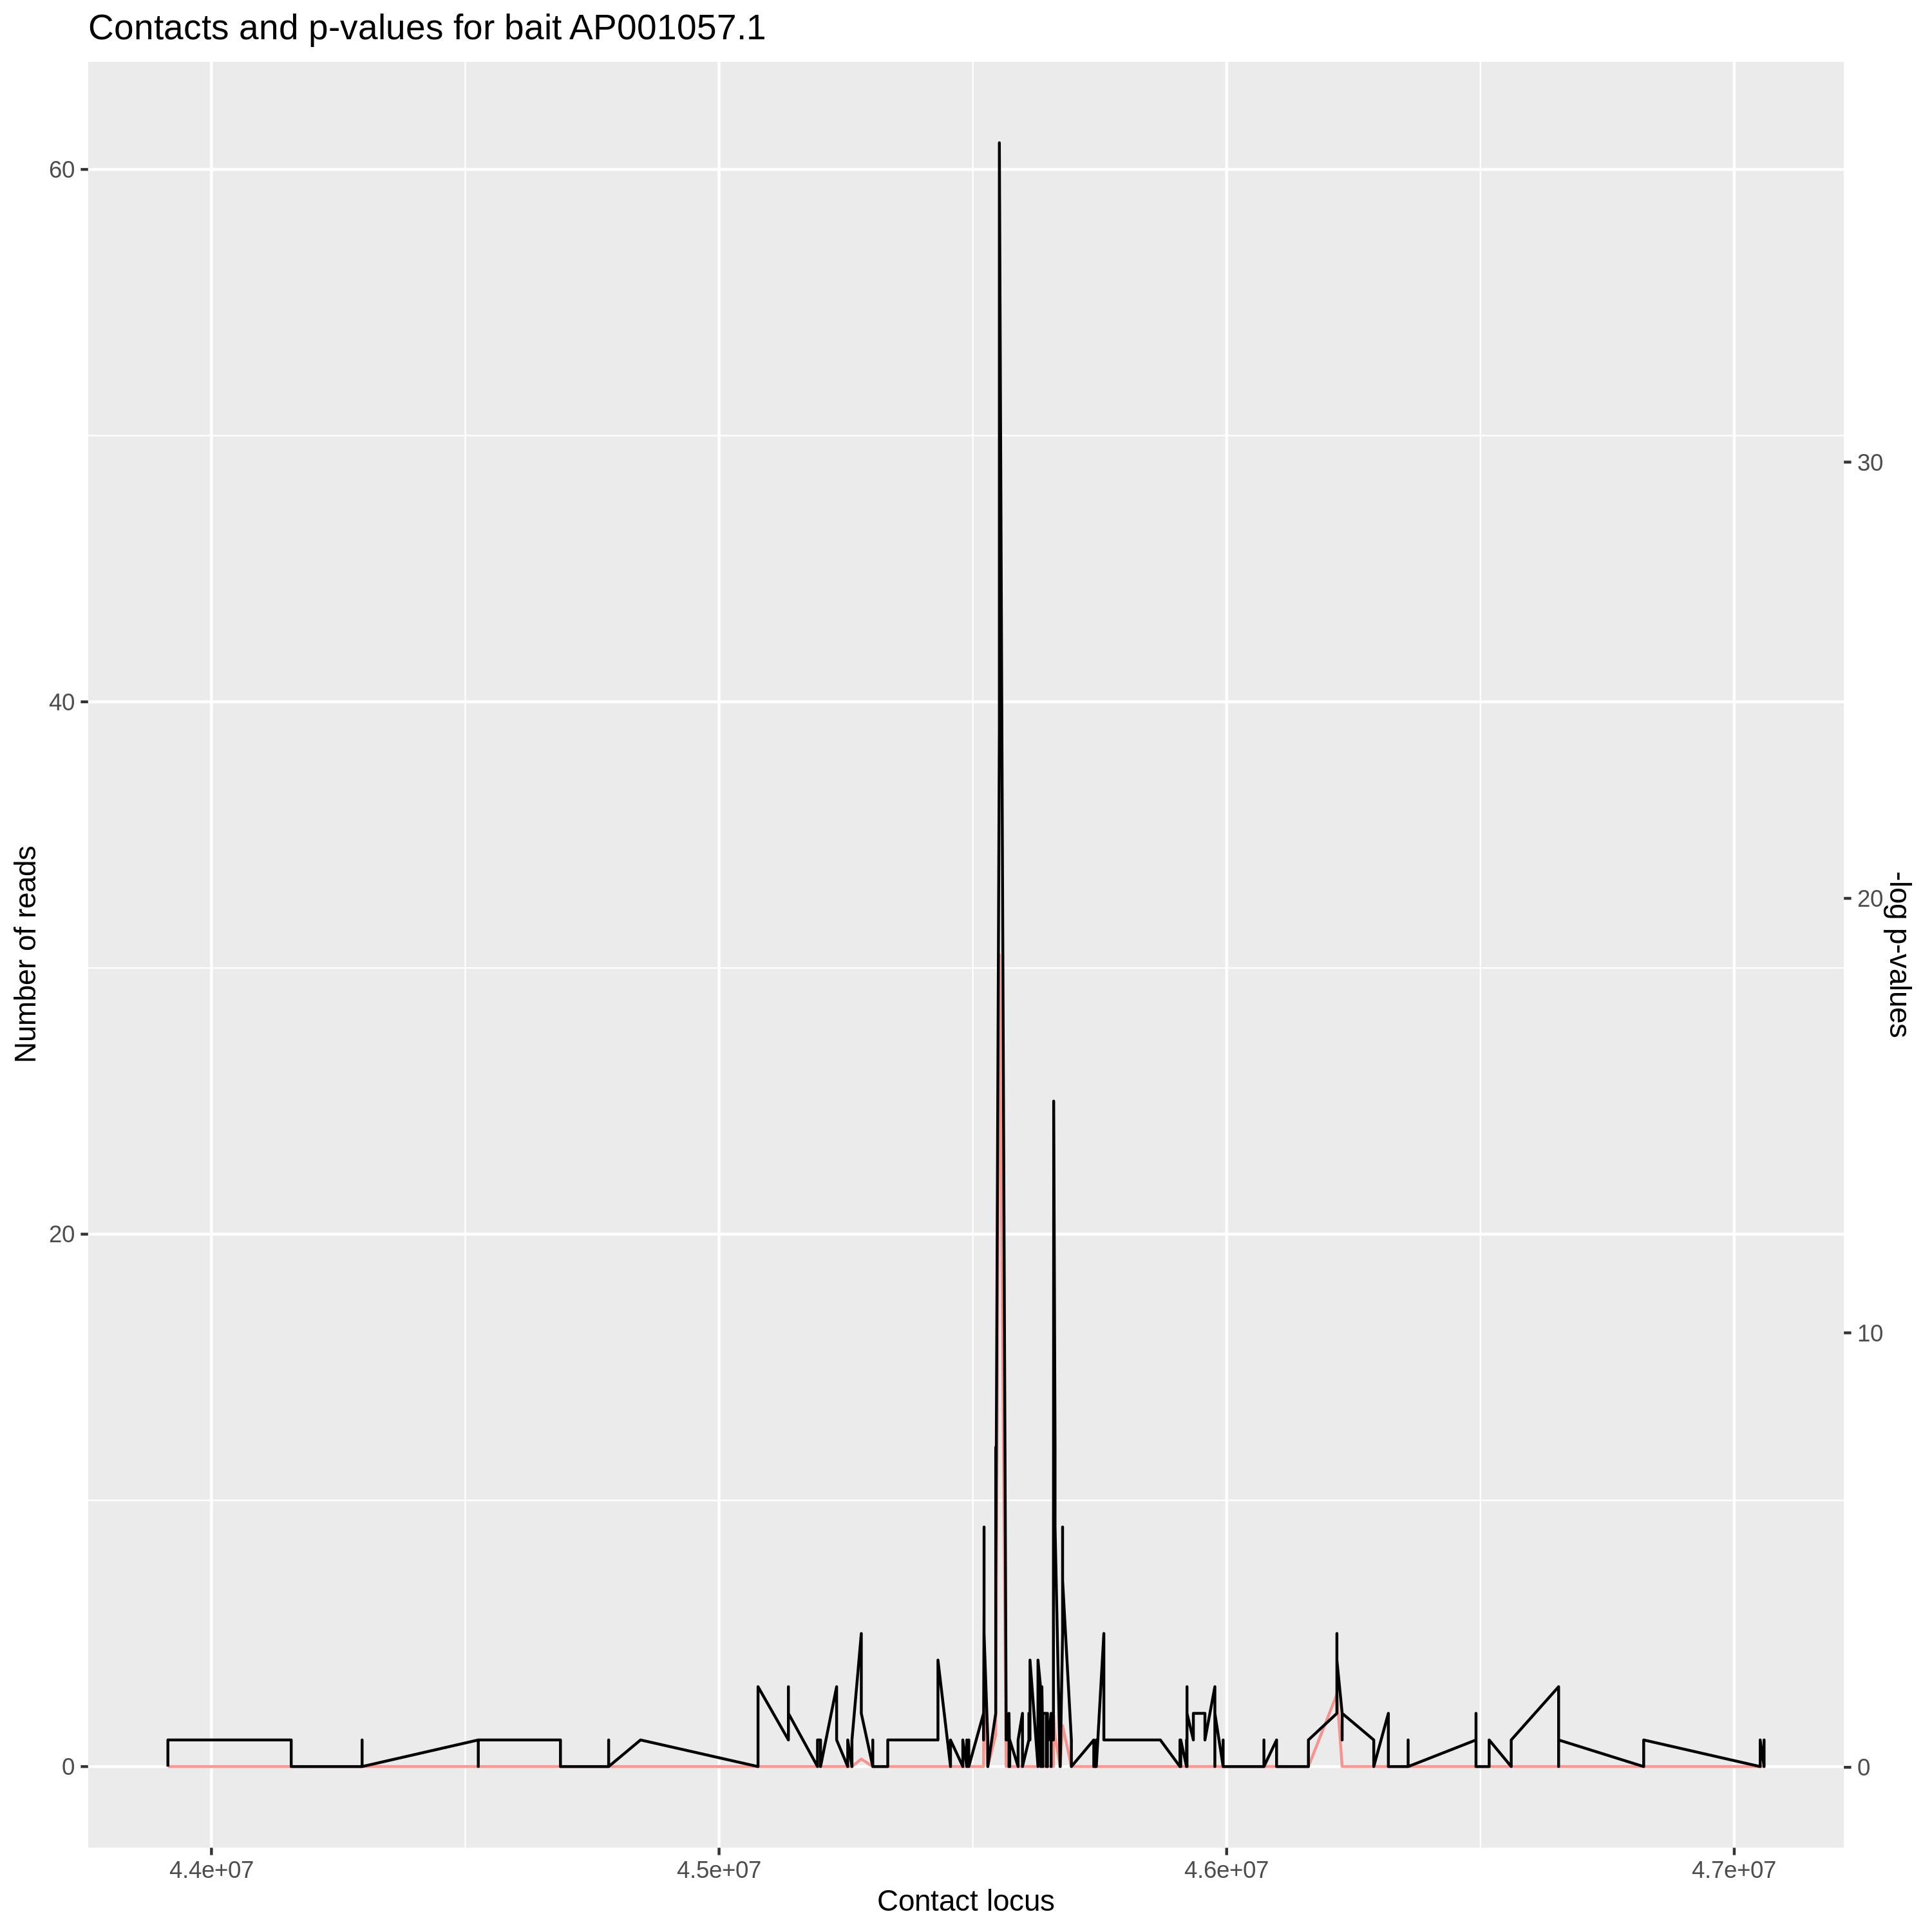 Contacts and p-values for bait AP001057.1
60
40
20
0
30
20
10
0
Number of reads
-log p-values
4.4e+07
4.5e+07
4.6e+07
4.7e+07
Contact locus